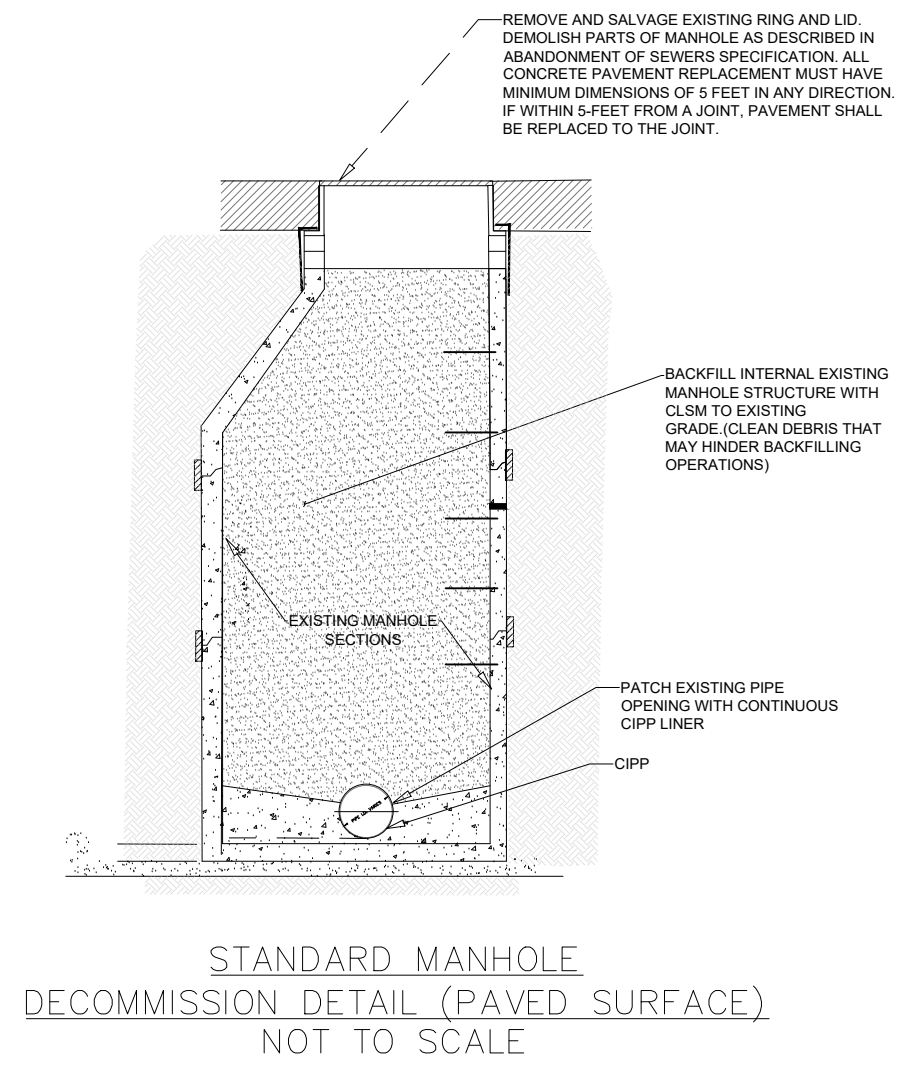 REMOVE AND SALVAGE EXISTING RING AND LID.
DEMOLISH PARTS OF MANHOLE AS DESCRIBED IN
ABANDONMENT OF SEWERS SPECIFICATION. ALL
CONCRETE PAVEMENT REPLACEMENT MUST HAVE
MINIMUM DIMENSIONS OF 5 FEET IN ANY DIRECTION.
IF WITHIN 5-FEET FROM A JOINT, PAVEMENT SHALL
BE REPLACED TO THE JOINT.
BACKFILL INTERNAL EXISTING
MANHOLE STRUCTURE WITH
CLSM TO EXISTING
GRADE.(CLEAN DEBRIS THAT
MAY HINDER BACKFILLING
OPERATIONS)
EXISTING MANHOLE
SECTIONS
PATCH EXISTING PIPE
OPENING WITH CONTINUOUS
CIPP LINER
CIPP
PIPE VARIES
STANDARD MANHOLE
DECOMMISSION DETAIL (PAVED SURFACE)
NOT TO SCALE